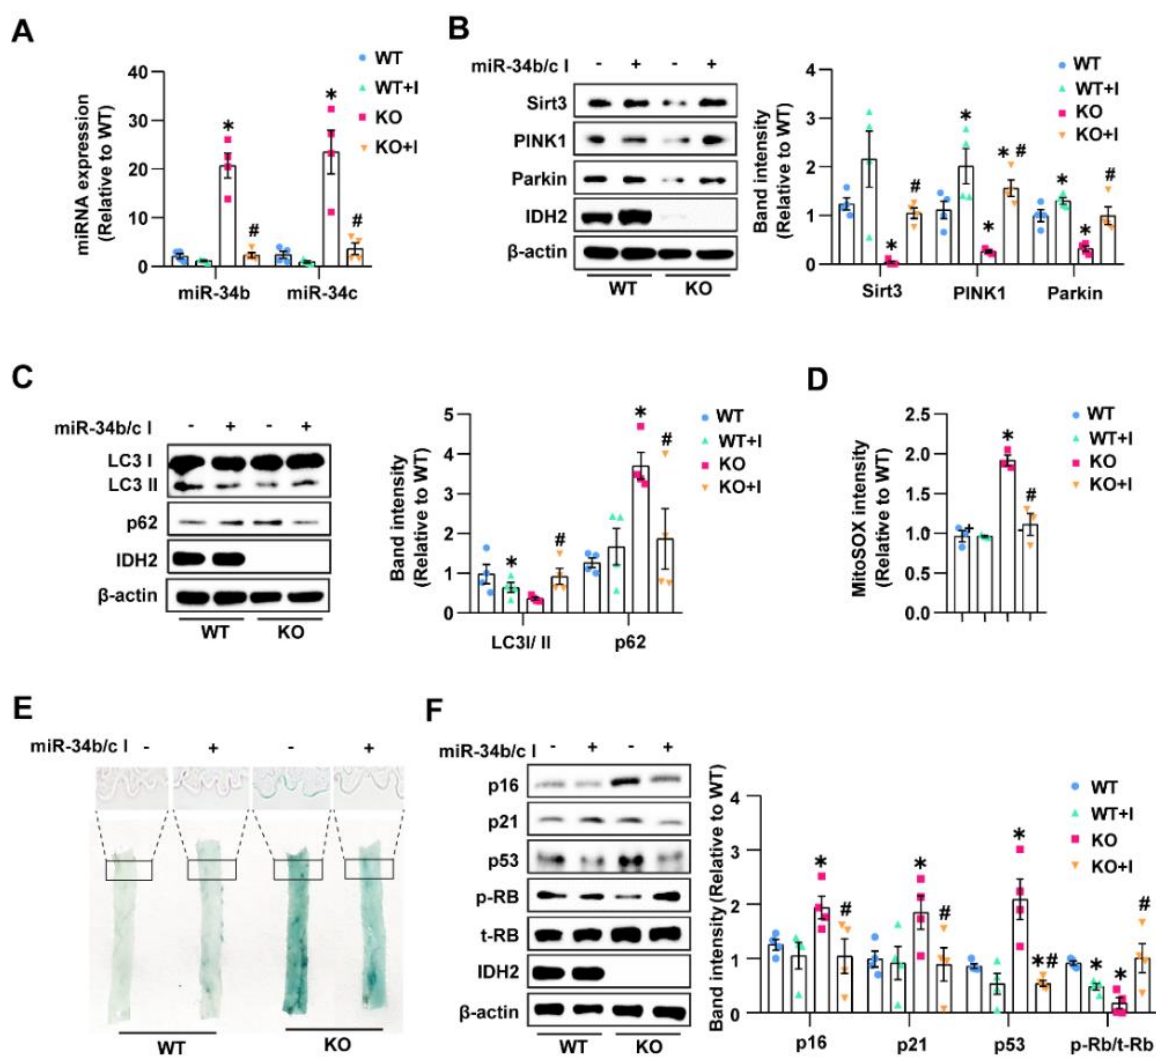 A
WT
WT+I
KO
KO+I
miRNA expression
(Relative to WT)
40
30
20
10
0
*
#
*
#
miR-34b
miR-34c
B
miR-34b/c I - + - +
Sirt3
PINK1
Parkin
IDH2
β-actin
WT KO
Band intensity
(Relative to WT)
4
3
2
1
0
*
#
*
*
* #
*
*
#
Sirt3
PINK1
Parkin
WT
WT+I
KO
KO+I
C
miR-34b/c I - + - +
LC3 I
LC3 II
p62
IDH2
β-actin
WT KO
Band intensity
(Relative to WT)
5
4
3
2
1
0
*
#
*
#
LC3I/ II
p62
WT
WT+I
KO
KO+I
D
MitoSOX intensity
(Relative to WT)
2.5
2.0
1.5
1.0
0.5
0.0
*
#
WT
WT+I
KO
KO+I
E
miR-34b/c I - + - +
WT KO
F
miR-34b/c I - + - +
p16
p21
p53
p-RB
t-RB
IDH2
β-actin
WT KO
Band intensity (Relative to WT)
4
3
2
1
0
*
#
*
#
*
*#
*
*
#
p16
p21
p53
p-Rb/t-Rb
WT
WT+I
KO
KO+I